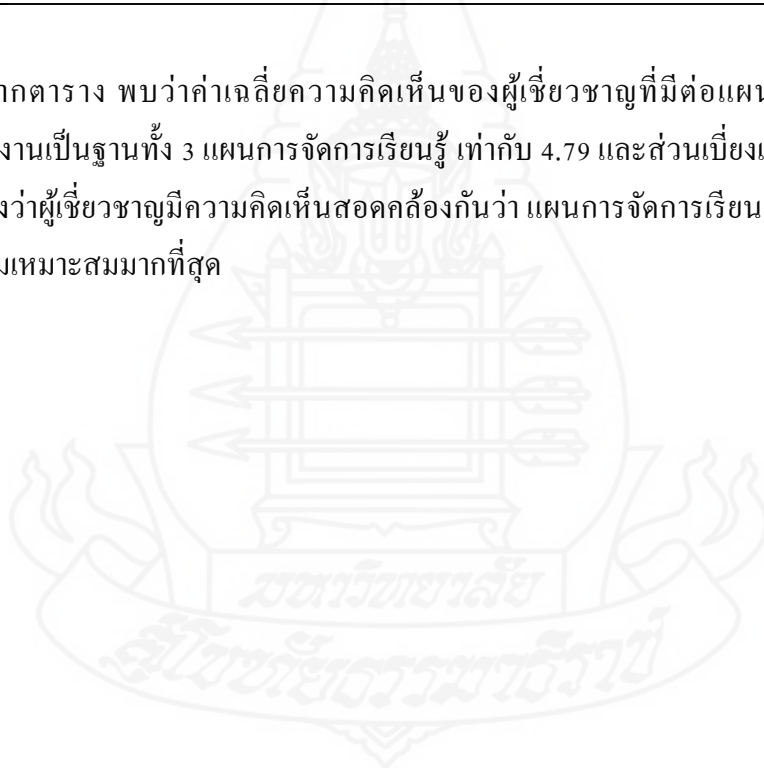 ากตาราง พบว่าค่าเฉลี่ยความคิดเห็นของผู้เชี่ยวชาญที่มีต่อแผน
งานเป็นฐานทั้ง 3 แผนการจัดการเรียนรู้ เท่ากับ 4.79 และส่วนเบี่ยงเ
งว่าผู้เชี่ยวชาญมีความคิดเห็นสอดคล้องกันว่า แผนการจัดการเรียน
มเหมาะสมมากที่สุด
มหาวิทยาลัย
สุโขทัยธรรมาธิราช